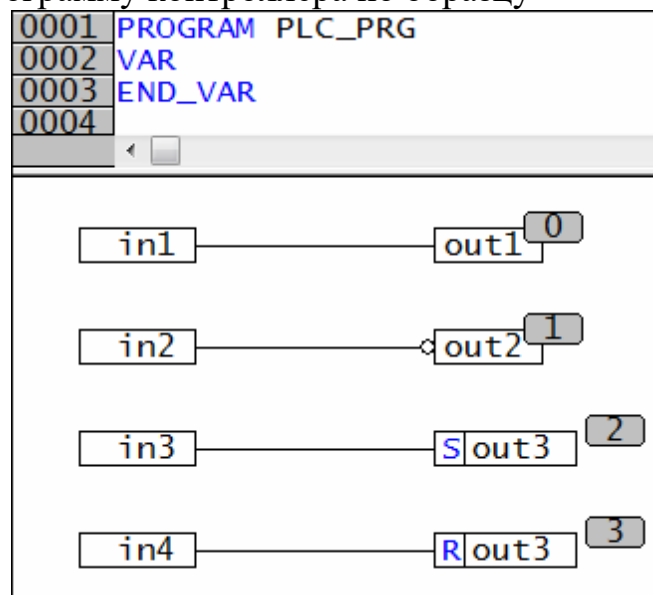 ограмму контроллера по образцу
0001 PROGRAM PLC_PRG
0002 VAR
0003 END_VAR
0004
in1 out1 0
in2 out2 1
in3 S out3 2
in4 R out3 3